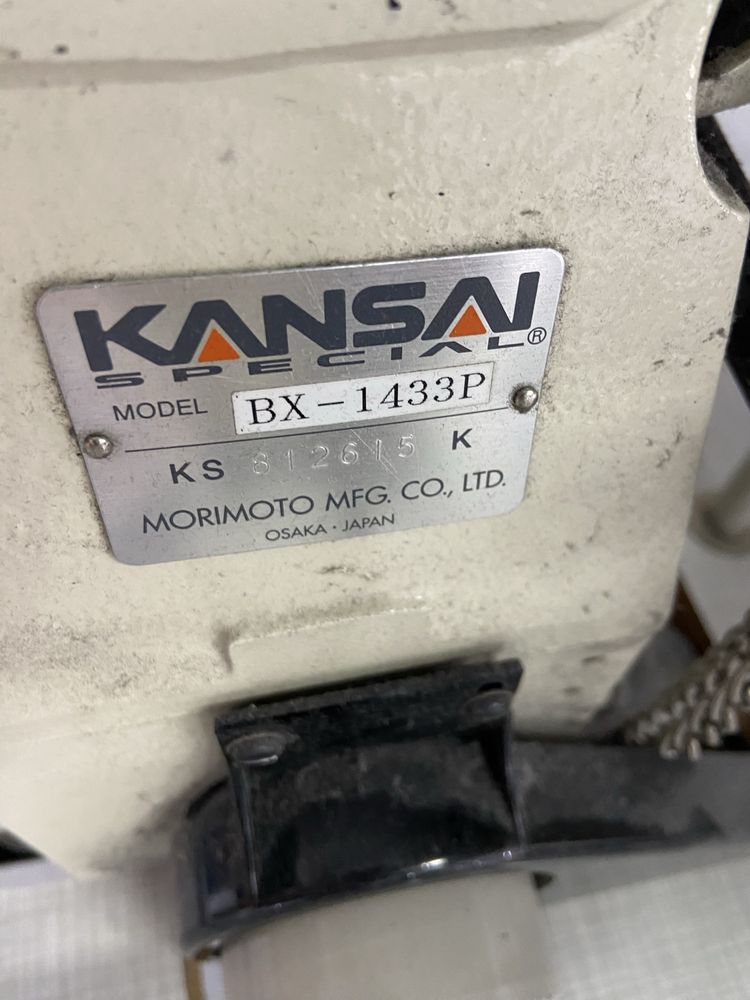 KANSAI
SPECIAL®
MODEL BX-1433P
KS 812615 K
MORIMOTO MFG. CO., LTD.
OSAKA · JAPAN